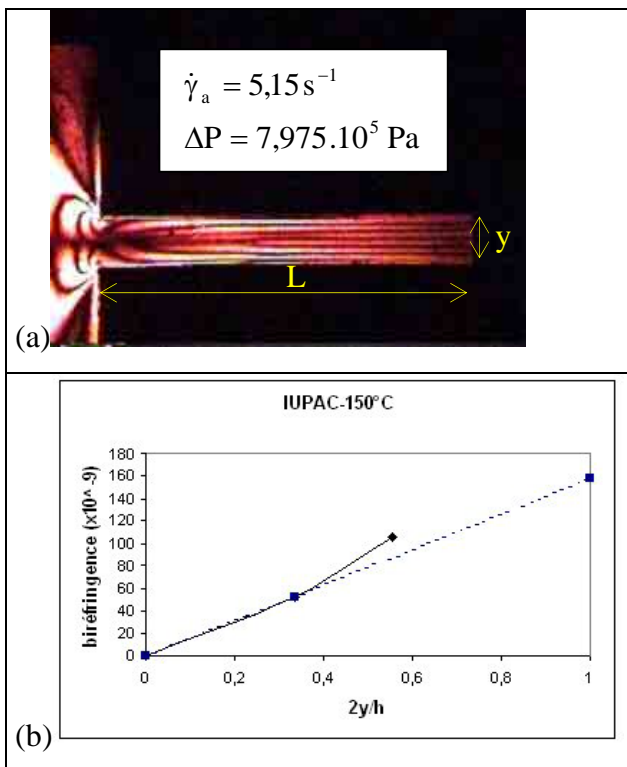 γ̇ₐ = 5,15 s⁻¹
ΔP = 7,975.10⁵ Pa
y
L
(a)
IUPAC-150°C
biréfringence (x10^-9)
180
160
140
120
100
80
60
40
20
0
0 0,2 0,4 0,6 0,8 1
2y/h
(b)